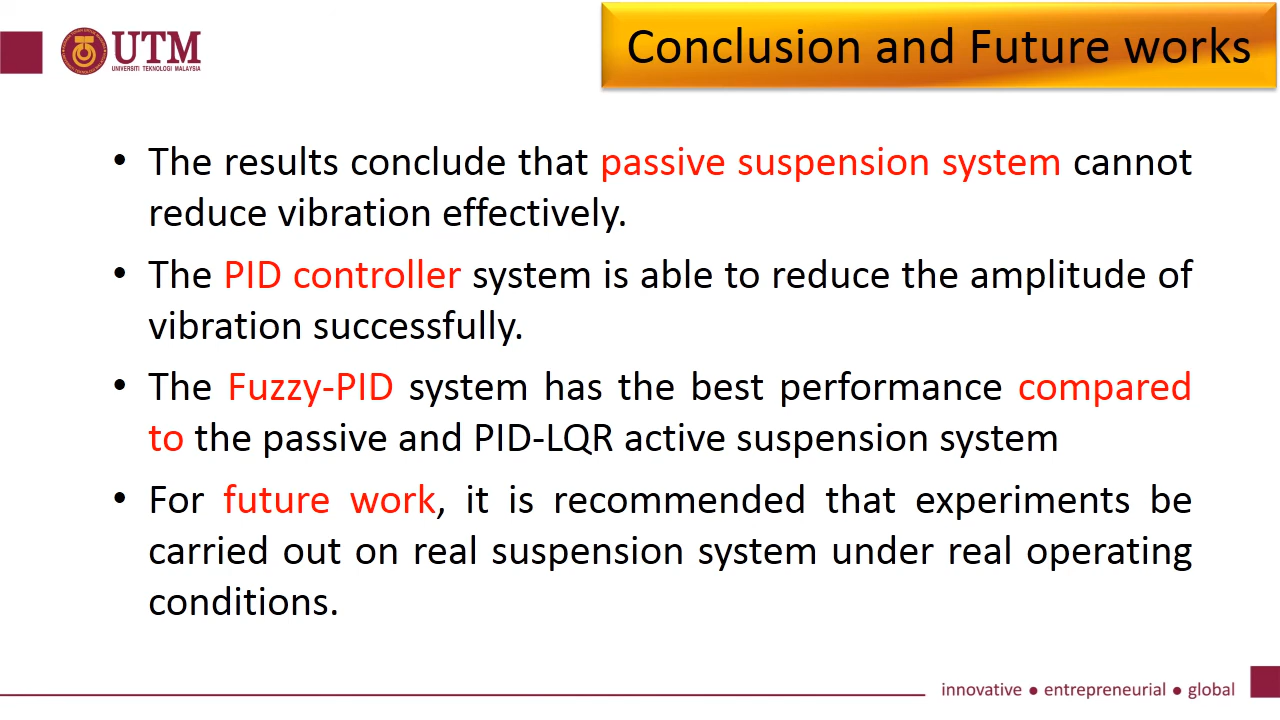 UTM
UNIVERSITI TEKNOLOGI MALAYSIA
Conclusion and Future works
• The results conclude that passive suspension system cannot
reduce vibration effectively.
• The PID controller system is able to reduce the amplitude of
vibration successfully.
• The Fuzzy-PID system has the best performance compared
to the passive and PID-LQR active suspension system
• For future work, it is recommended that experiments be
carried out on real suspension system under real operating
conditions.
innovative ● entrepreneurial ● global